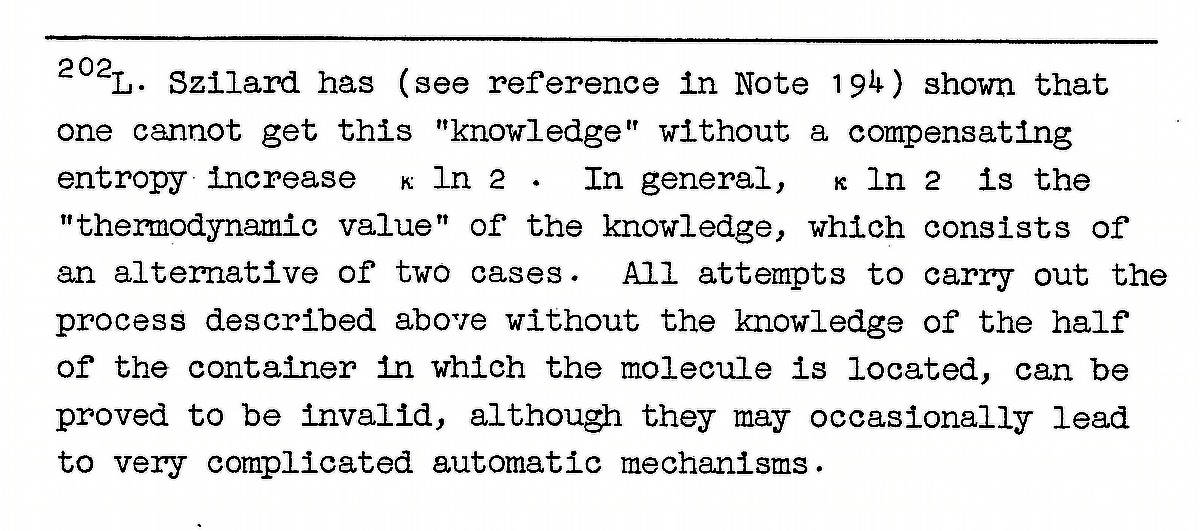 202L. Szilard has (see reference in Note 194) shown that
one cannot get this "knowledge" without a compensating
entropy increase κ ln 2 . In general, κ ln 2 is the
"thermodynamic value" of the knowledge, which consists of
an alternative of two cases. All attempts to carry out the
process described above without the knowledge of the half
of the container in which the molecule is located, can be
proved to be invalid, although they may occasionally lead
to very complicated automatic mechanisms.